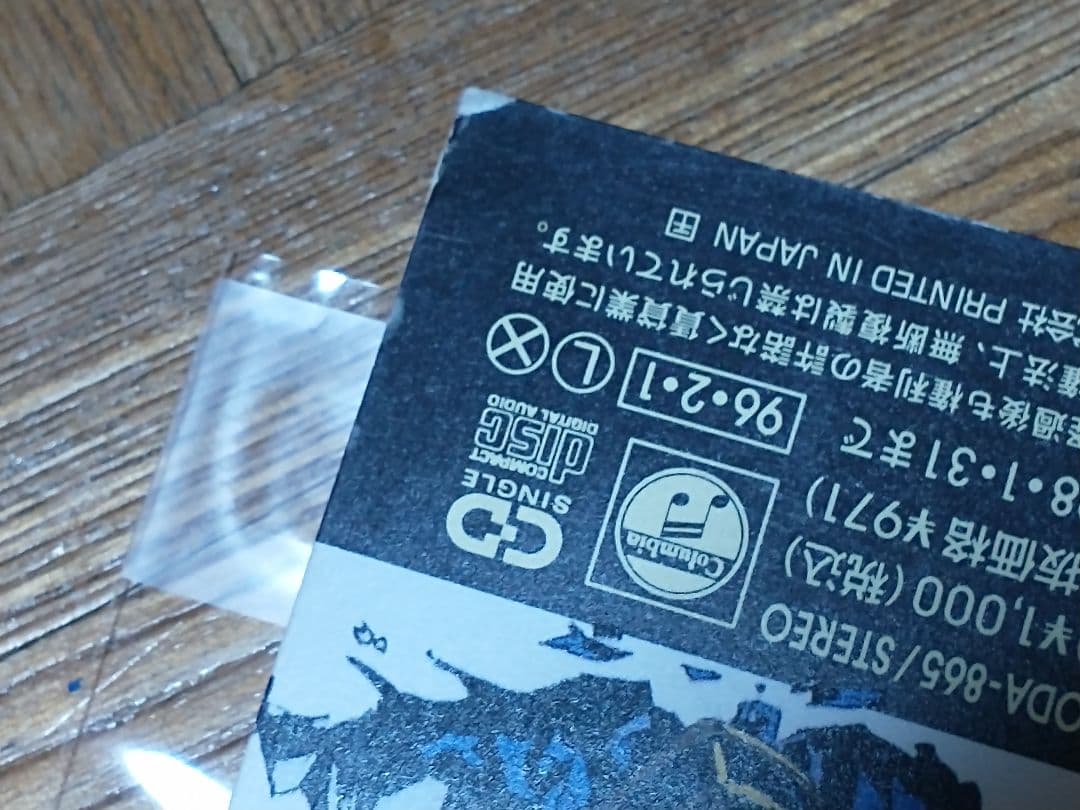 ODA-865/STEREO
¥1,000 (税込)
抜価格¥971)
8•1•31まで
過後も権利者の許諾なく賃貸業に使用
権法上、無断複製は禁じられています。
会社 PRINTED IN JAPAN 田
Columbia
96•2•1
L
X
CD
SINGLE
COMPACT
disc
DIGITAL AUDIO